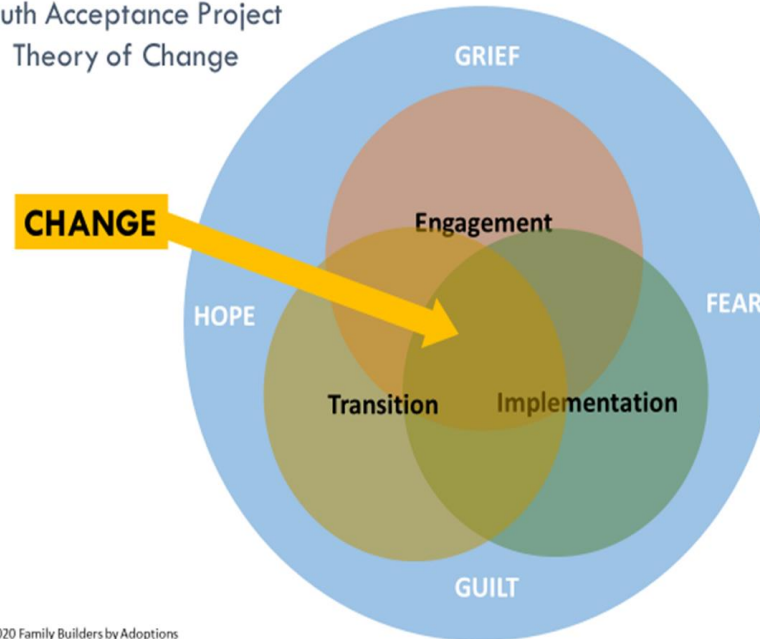 uth Acceptance Project
Theory of Change
GRIEF
CHANGE
Engagement
HOPE
FEAR
Transition
Implementation
GUILT
020 Family Builders by Adoptions